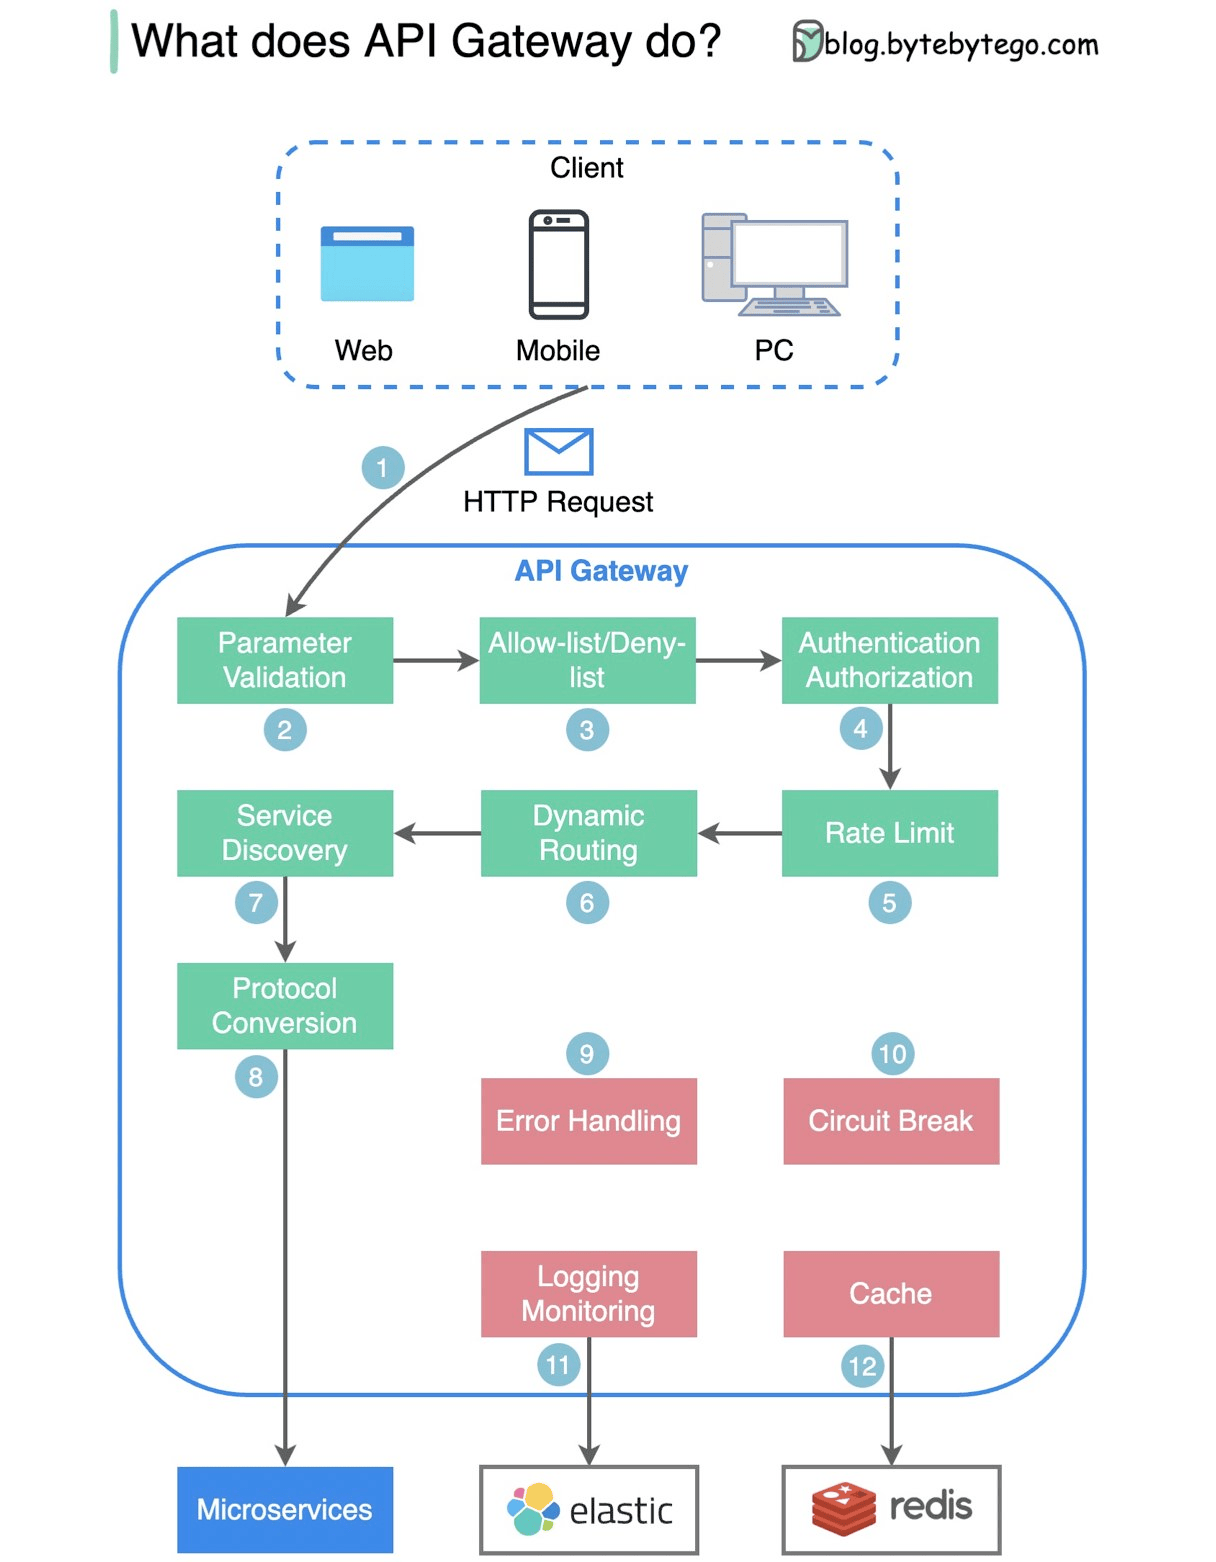 What does API Gateway do?
blog.bytebytego.com
Client
Web
Mobile
PC
1
HTTP Request
API Gateway
Parameter
Validation
2
Allow-list/Deny-
list
3
Authentication
Authorization
4
Rate Limit
5
Dynamic
Routing
6
Service
Discovery
7
Protocol
Conversion
8
9
Error Handling
10
Circuit Break
Logging
Monitoring
11
Cache
12
Microservices
elastic
redis